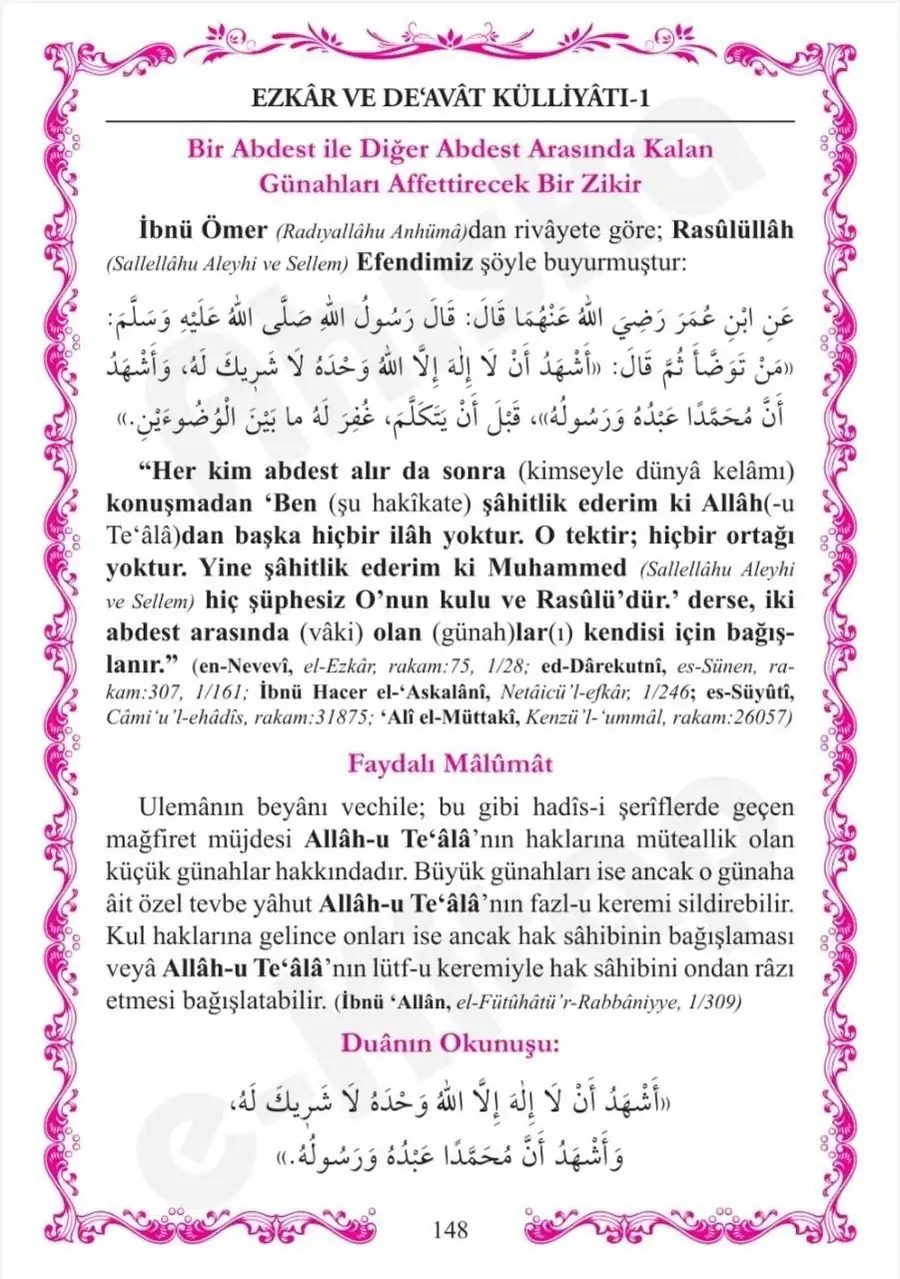 EZKÂR VE DE‘AVÂT KÜLLİYÂTI-1
Bir Abdest ile Diğer Abdest Arasında Kalan
Günahları Affettirecek Bir Zikir
İbnü Ömer (Radıyallâhu Anhümâ)dan rivâyete göre; Rasûlüllâh
(Sallellâhu Aleyhi ve Sellem) Efendimiz şöyle buyurmuştur:
عَنِ ابْنِ عُمَرَ رَضِيَ اللّٰهُ عَنْهُمَا قَالَ: قَالَ رَسُولُ اللّٰهِ صَلَّى اللّٰهُ عَلَيْهِ وَسَلَّمَ:
«مَنْ تَوَضَّأَ ثُمَّ قَالَ: «أَشْهَدُ أَنْ لَا إِلٰهَ إِلَّا اللّٰهُ وَحْدَهُ لَا شَرِيكَ لَهُ، وَأَشْهَدُ
أَنَّ مُحَمَّدًا عَبْدُهُ وَرَسُولُهُ»، قَبْلَ أَنْ يَتَكَلَّمَ، غُفِرَ لَهُ ما بَيْنَ الْوُضُوءَيْنِ.»
“Her kim abdest alır da sonra (kimseyle dünyâ kelâmı)
konuşmadan ‘Ben (şu hakîkate) şâhitlik ederim ki Allâh(-u
Te‘âlâ)dan başka hiçbir ilâh yoktur. O tektir; hiçbir ortağı
yoktur. Yine şâhitlik ederim ki Muhammed (Sallellâhu Aleyhi
ve Sellem) hiç şüphesiz O’nun kulu ve Rasûlü’dür.’ derse, iki
abdest arasında (vâki) olan (günah)lar(ı) kendisi için bağış-
lanır.” (en-Nevevî, el-Ezkâr, rakam:75, 1/28; ed-Dârekutnî, es-Sünen, ra-
kam:307, 1/161; İbnü Hacer el-‘Askalânî, Netâicü’l-efkâr, 1/246; es-Süyûtî,
Câmi‘u’l-ehâdîs, rakam:31875; ‘Alî el-Müttakî, Kenzü’l-‘ummâl, rakam:26057)
Faydalı Mâlûmât
Ulemânın beyânı vechile; bu gibi hadîs-i şerîflerde geçen
mağfiret müjdesi Allâh-u Te‘âlâ’nın haklarına müteallik olan
küçük günahlar hakkındadır. Büyük günahları ise ancak o günaha
âit özel tevbe yâhut Allâh-u Te‘âlâ’nın fazl-u keremi sildirebilir.
Kul haklarına gelince onları ise ancak hak sâhibinin bağışlaması
veyâ Allâh-u Te‘âlâ’nın lütf-u keremiyle hak sâhibini ondan râzı
etmesi bağışlatabilir. (İbnü ‘Allân, el-Fütûhâtü’r-Rabbâniyye, 1/309)
Duânın Okunuşu:
«أَشْهَدُ أَنْ لَا إِلٰهَ إِلَّا اللّٰهُ وَحْدَهُ لَا شَرِيكَ لَهُ،
وَأَشْهَدُ أَنَّ مُحَمَّدًا عَبْدُهُ وَرَسُولُهُ.»
148